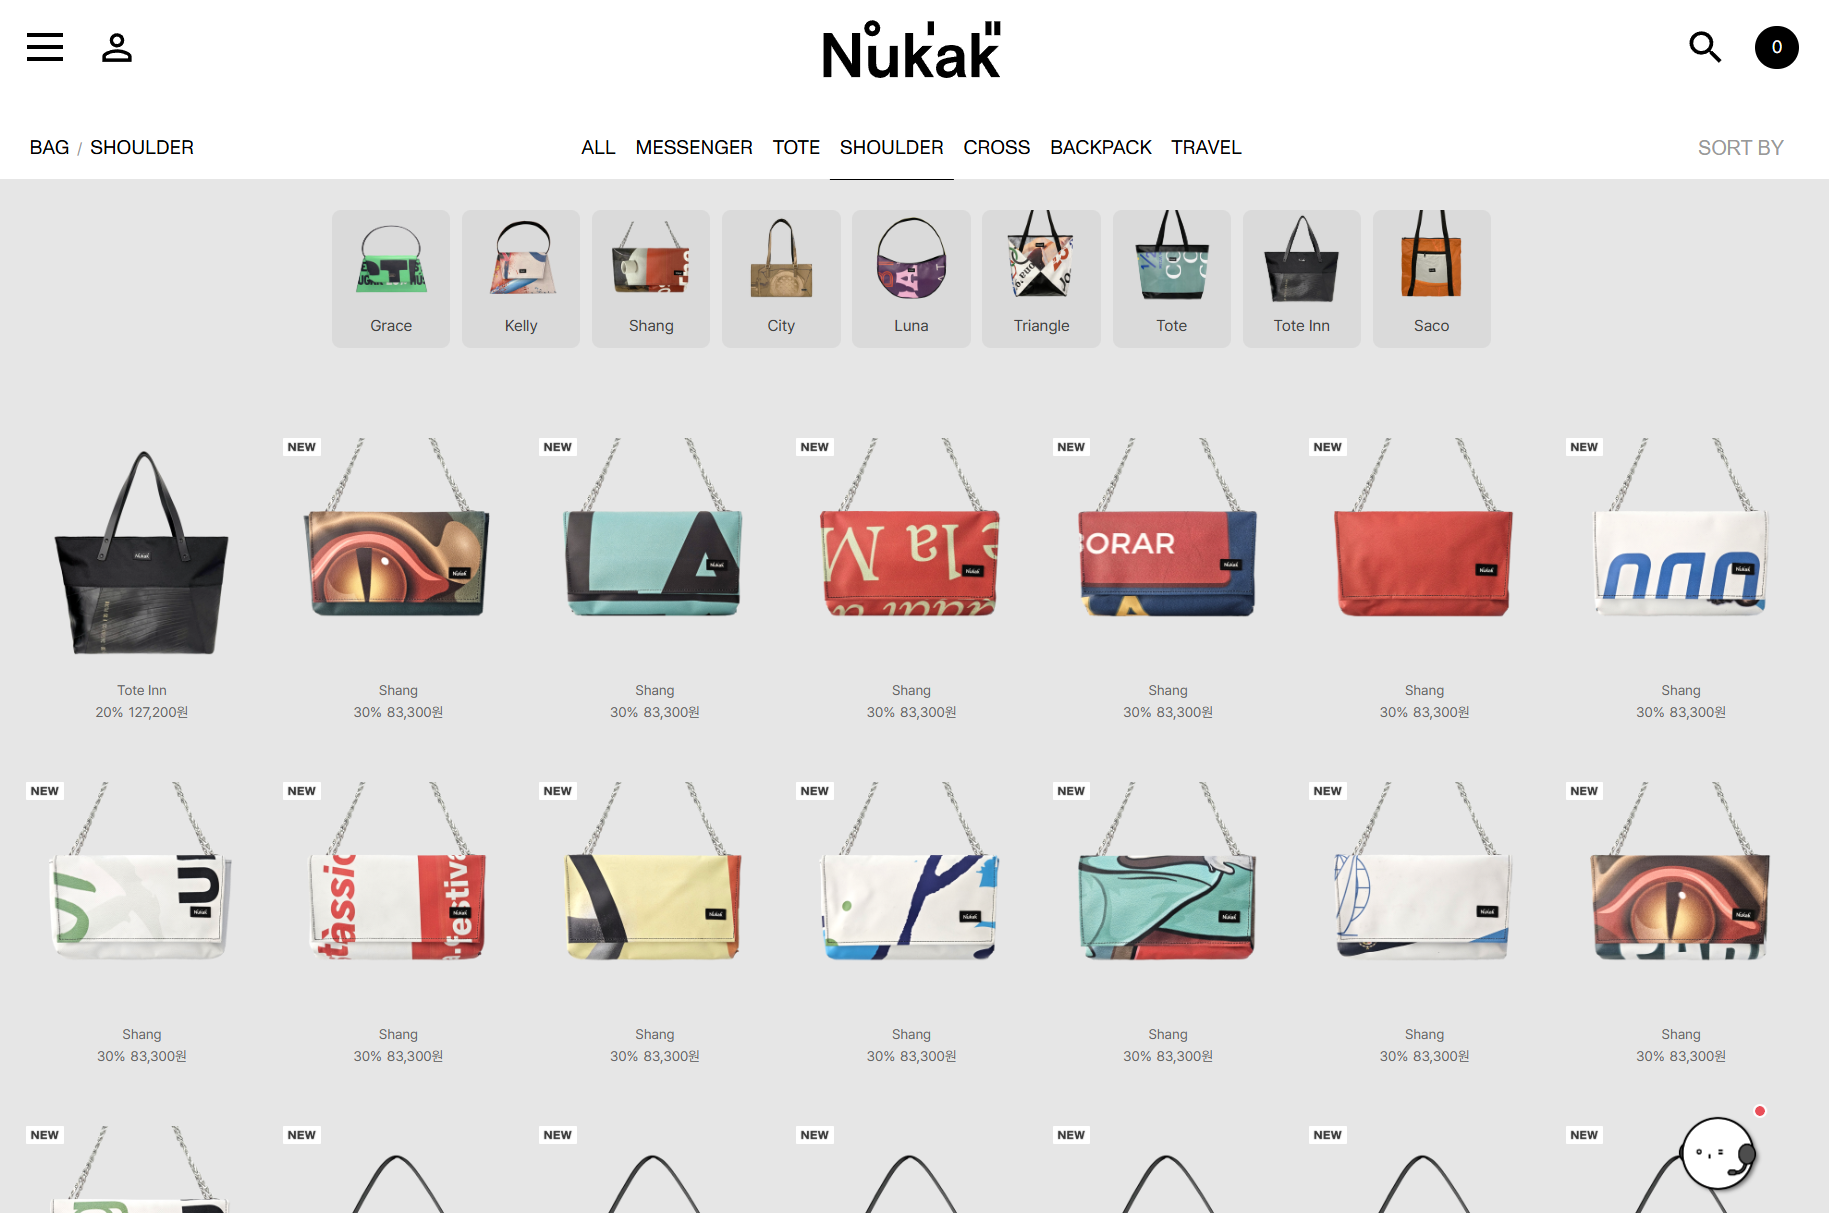 Nukak
0
BAG / SHOULDER
ALL MESSENGER TOTE SHOULDER CROSS BACKPACK TRAVEL
SORT BY
Grace
Kelly
Shang
City
Luna
Triangle
Tote
Tote Inn
Saco
NEW
NEW
NEW
NEW
NEW
NEW
Tote Inn
20% 127,200원
Shang
30% 83,300원
Shang
30% 83,300원
Shang
30% 83,300원
Shang
30% 83,300원
Shang
30% 83,300원
Shang
30% 83,300원
NEW
NEW
NEW
NEW
NEW
NEW
NEW
Shang
30% 83,300원
Shang
30% 83,300원
Shang
30% 83,300원
Shang
30% 83,300원
Shang
30% 83,300원
Shang
30% 83,300원
Shang
30% 83,300원
NEW
NEW
NEW
NEW
NEW
NEW
NEW